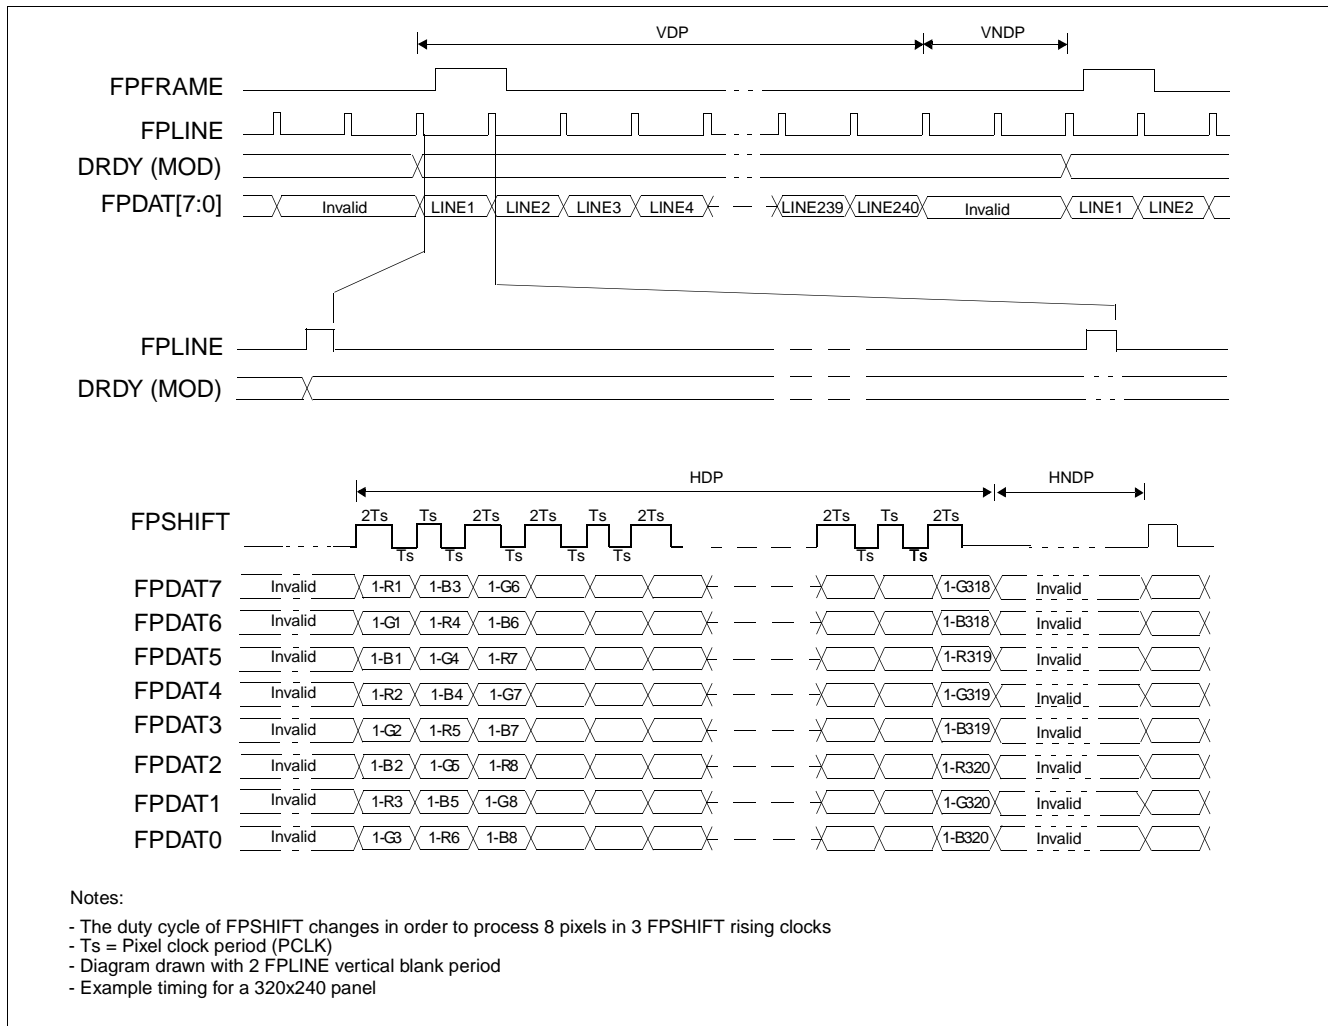 VDP VNDP
FPFRAME
FPLINE
DRDY (MOD)
FPDAT[7:0] Invalid LINE1 LINE2 LINE3 LINE4 LINE239 LINE240 Invalid LINE1 LINE2
FPLINE
DRDY (MOD)
HDP HNDP
FPSHIFT 2Ts Ts 2Ts 2Ts Ts 2Ts 2Ts Ts 2Ts
Ts Ts Ts Ts Ts Ts Ts
FPDAT7 Invalid 1-R1 1-B3 1-G6 1-G318 Invalid
FPDAT6 Invalid 1-G1 1-R4 1-B6 1-B318 Invalid
FPDAT5 Invalid 1-B1 1-G4 1-R7 1-R319 Invalid
FPDAT4 Invalid 1-R2 1-B4 1-G7 1-G319 Invalid
FPDAT3 Invalid 1-G2 1-R5 1-B7 1-B319 Invalid
FPDAT2 Invalid 1-B2 1-G5 1-R8 1-R320 Invalid
FPDAT1 Invalid 1-R3 1-B5 1-G8 1-G320 Invalid
FPDAT0 Invalid 1-G3 1-R6 1-B8 1-B320 Invalid
Notes:
- The duty cycle of FPSHIFT changes in order to process 8 pixels in 3 FPSHIFT rising clocks
- Ts = Pixel clock period (PCLK)
- Diagram drawn with 2 FPLINE vertical blank period
- Example timing for a 320x240 panel